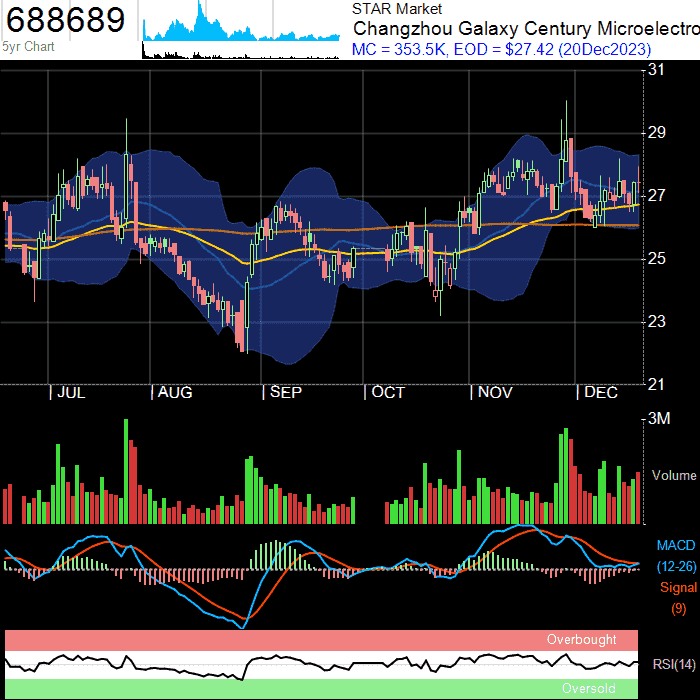 688689
5yr Chart
STAR Market
Changzhou Galaxy Century Microelectro
MC = 353.5K, EOD = $27.42 (20Dec2023)
31
29
27
25
23
21
| JUL | AUG | SEP | OCT | NOV | DEC
3M
Volume
MACD
(12-26)
Signal
(9)
Overbought
RSI(14)
Oversold